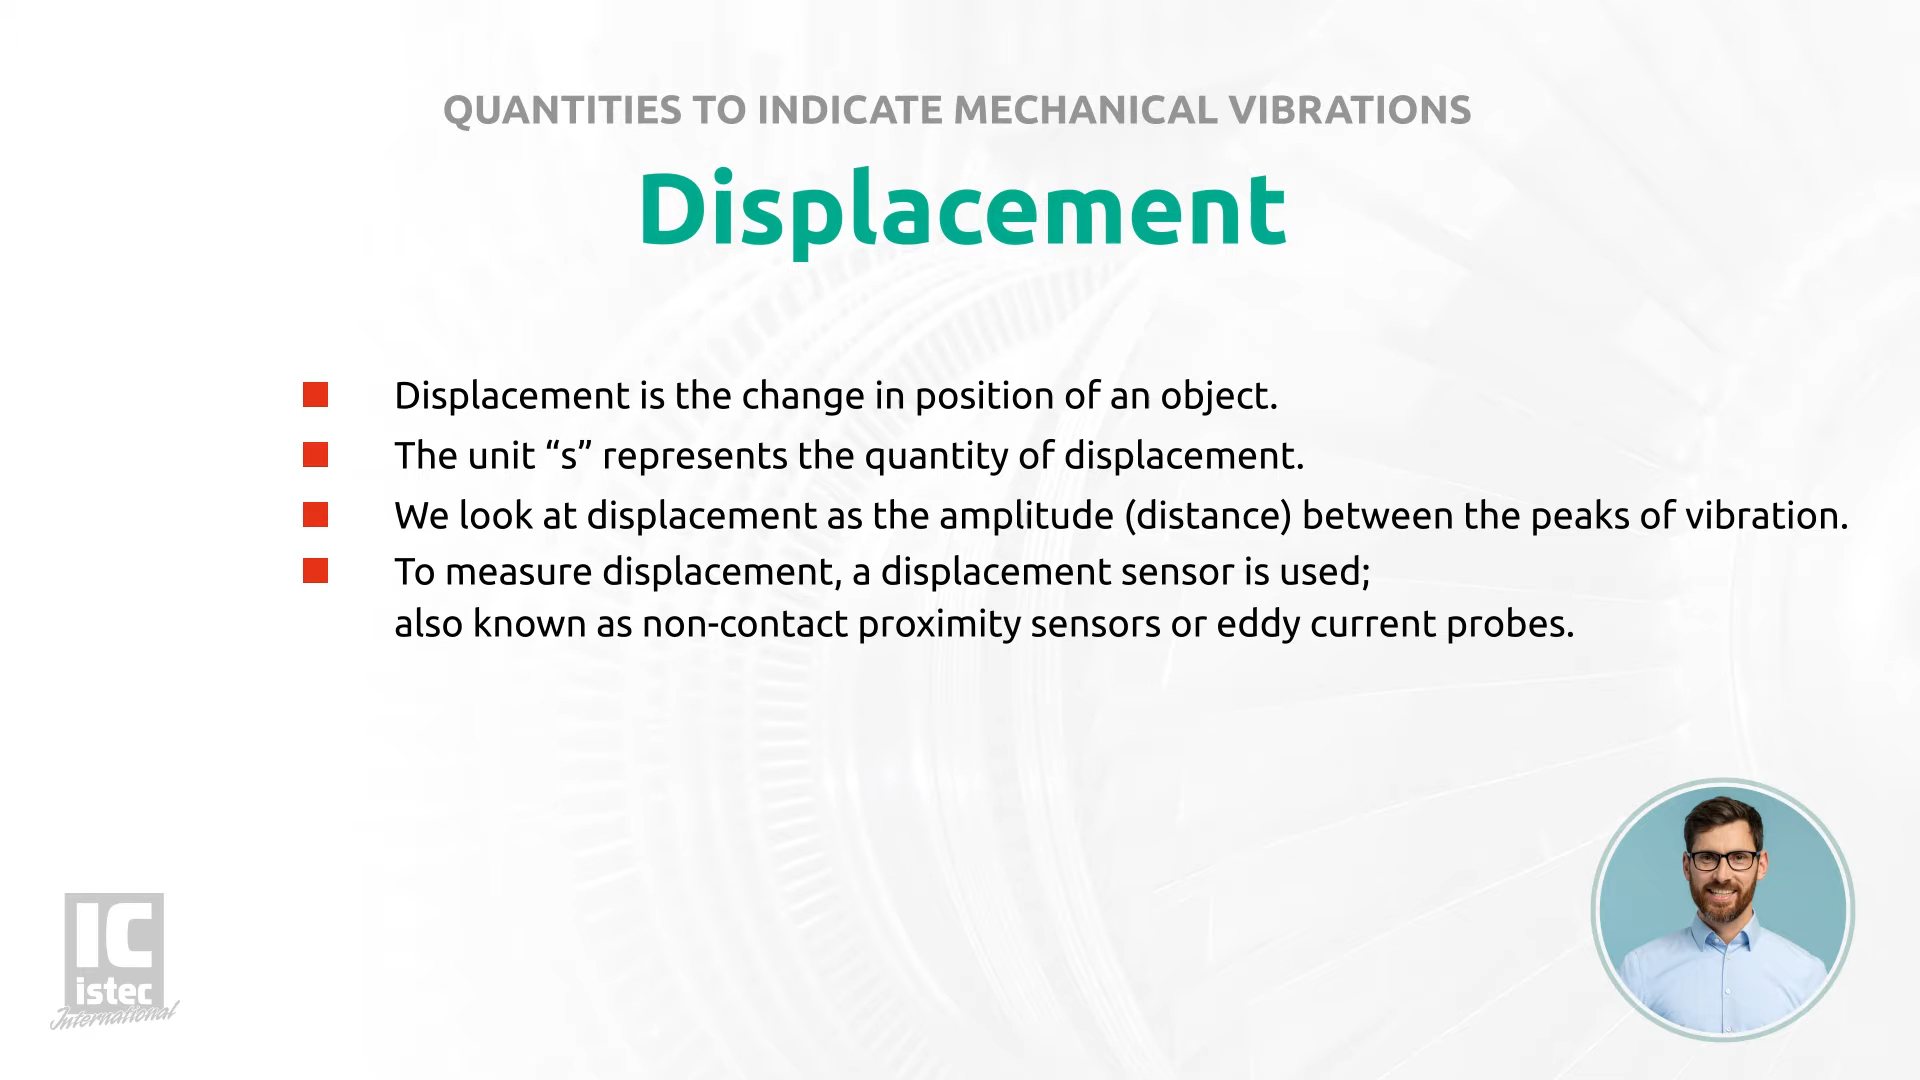 QUANTITIES TO INDICATE MECHANICAL VIBRATIONS
Displacement
Displacement is the change in position of an object.
The unit “s” represents the quantity of displacement.
We look at displacement as the amplitude (distance) between the peaks of vibration.
To measure displacement, a displacement sensor is used;
also known as non-contact proximity sensors or eddy current probes.
IC
istec
International